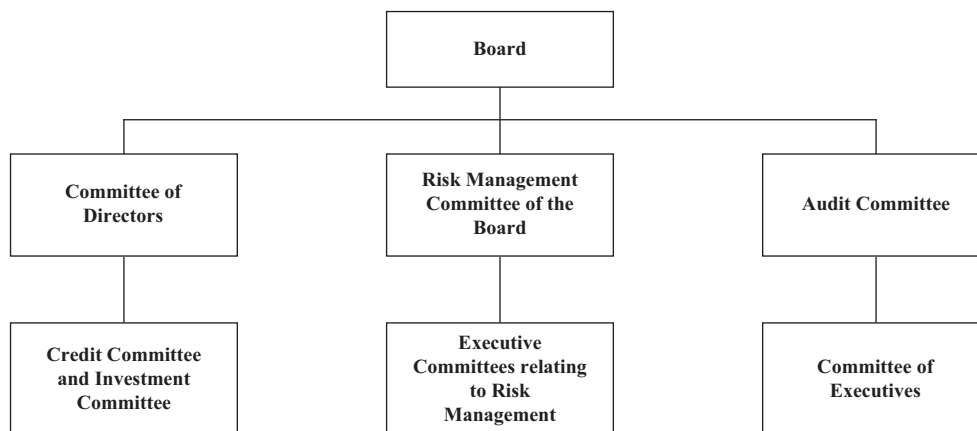 Board
Committee of
Directors
Risk Management
Committee of the
Board
Audit Committee
Credit Committee
and Investment
Committee
Executive
Committees relating
to Risk
Management
Committee of
Executives